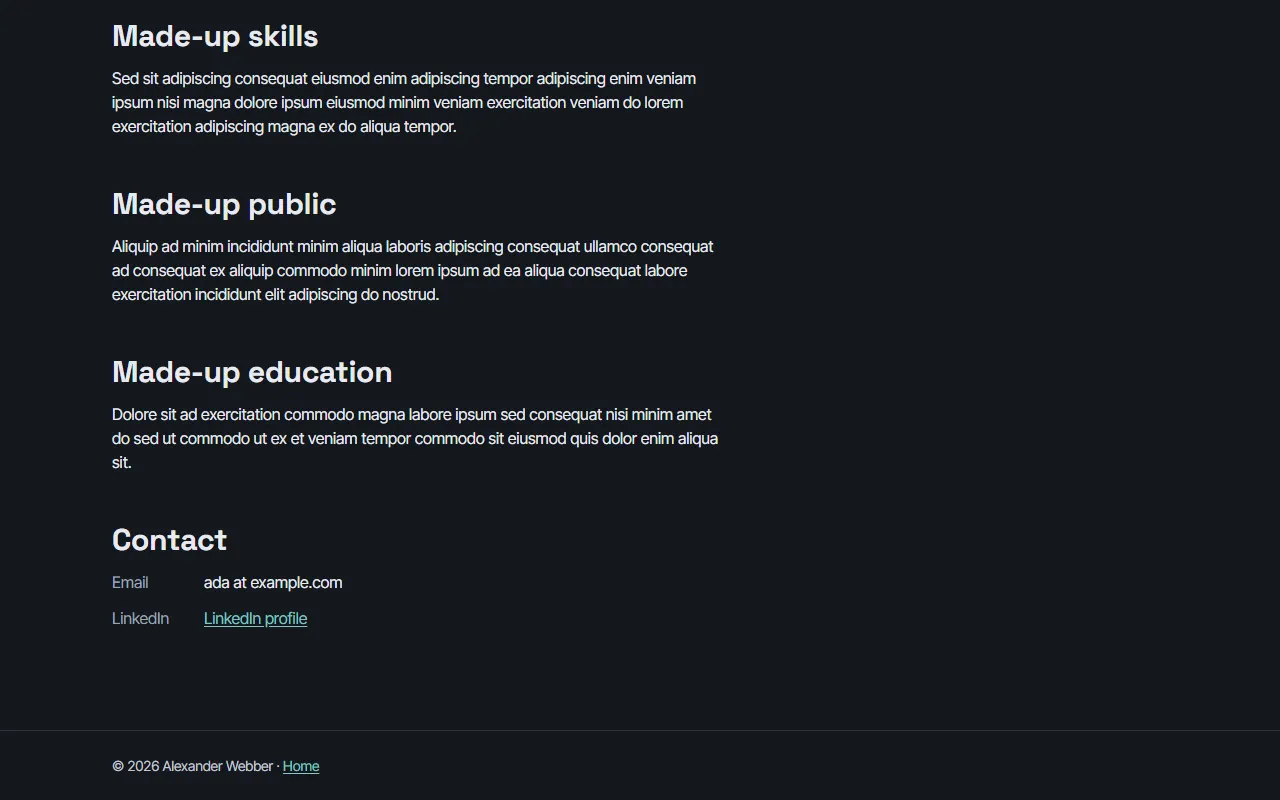 Made-up skills
Sed sit adipiscing consequat eiusmod enim adipiscing tempor adipiscing enim veniam
ipsum nisi magna dolore ipsum eiusmod minim veniam exercitation veniam do lorem
exercitation adipiscing magna ex do aliqua tempor.
Made-up public
Aliquip ad minim incididunt minim aliqua laboris adipiscing consequat ullamco consequat
ad consequat ex aliquip commodo minim lorem ipsum ad ea aliqua consequat labore
exercitation incididunt elit adipiscing do nostrud.
Made-up education
Dolore sit ad exercitation commodo magna labore ipsum sed consequat nisi minim amet
do sed ut commodo ut ex et veniam tempor commodo sit eiusmod quis dolor enim aliqua
sit.
Contact
Email ada at example.com
LinkedIn LinkedIn profile
© 2026 Alexander Webber · Home